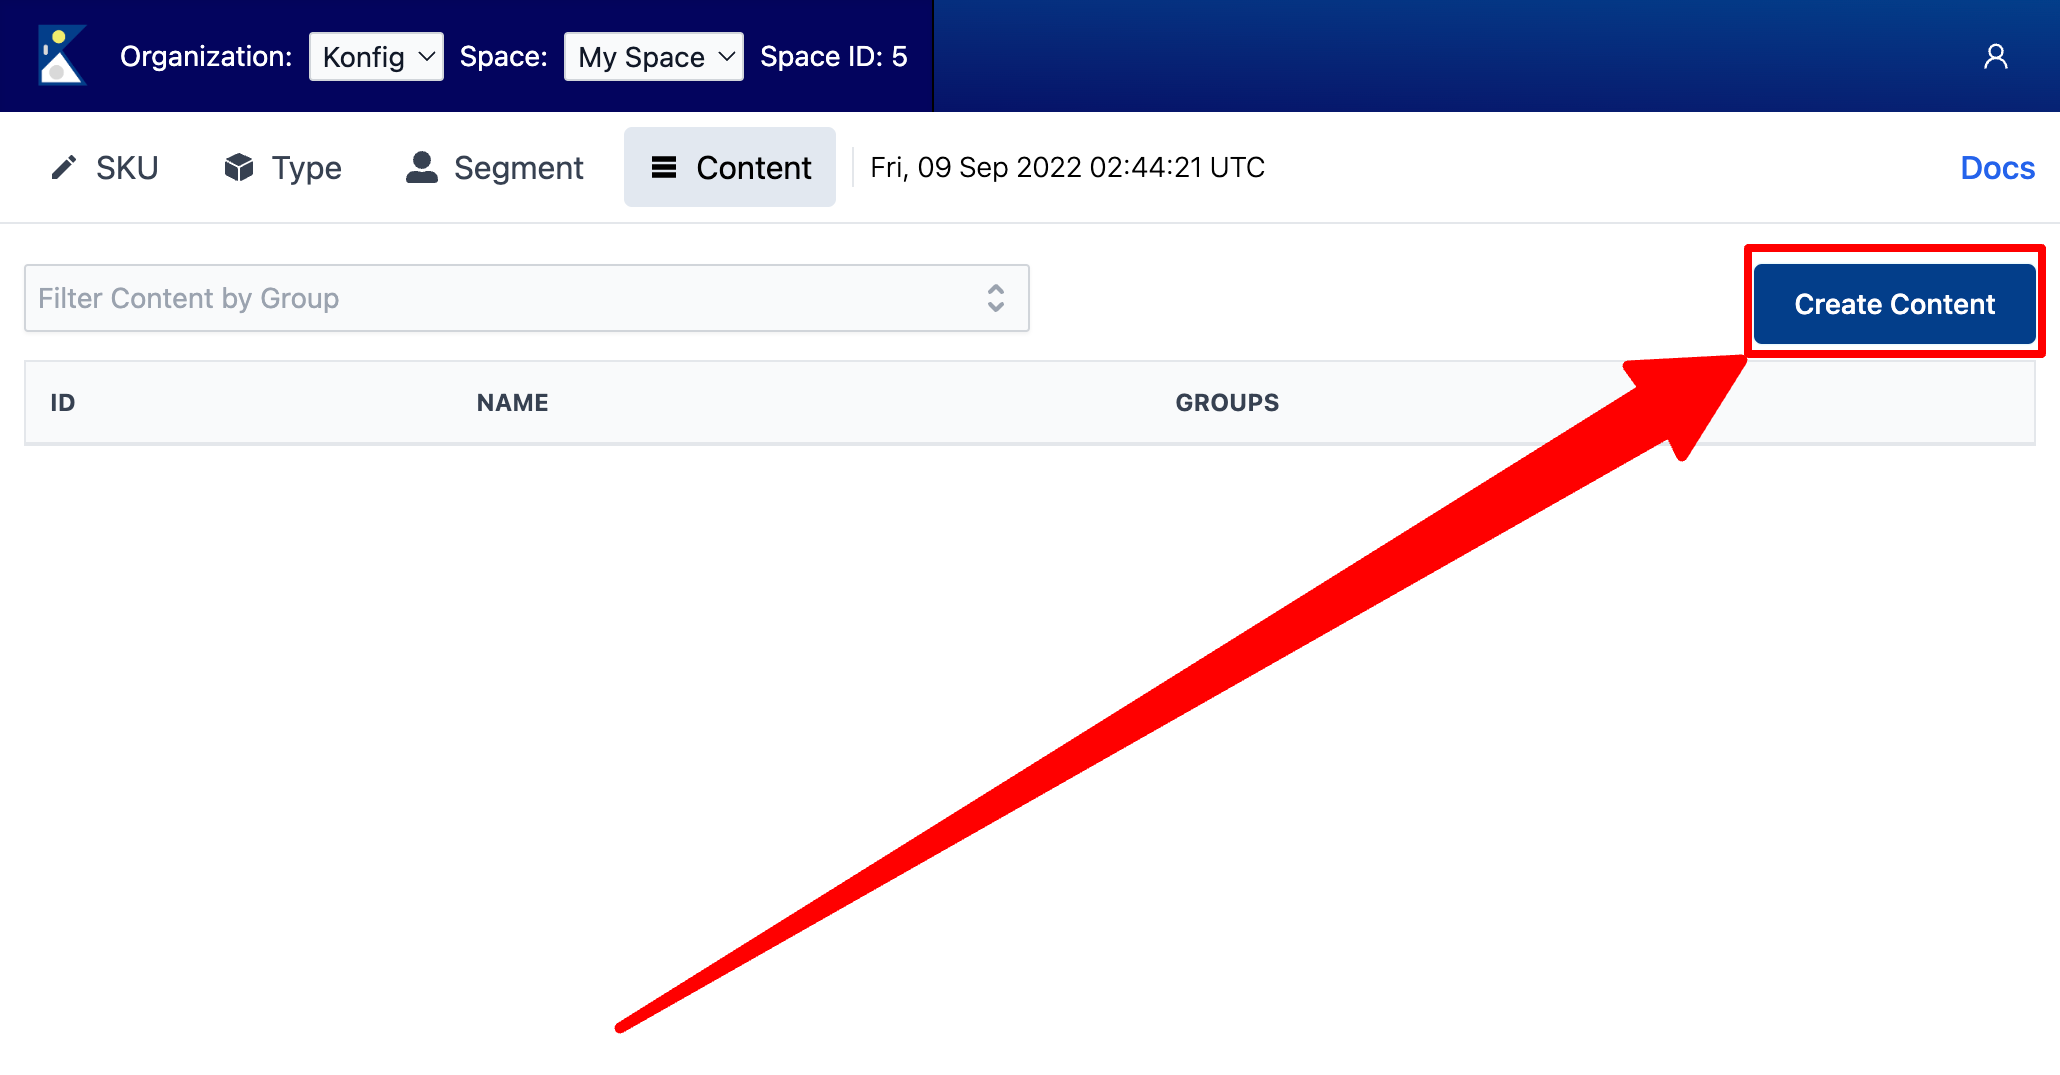 Organization: Konfig Space: My Space Space ID: 5
SKU Type Segment Content Fri, 09 Sep 2022 02:44:21 UTC Docs
Filter Content by Group Create Content
ID NAME GROUPS